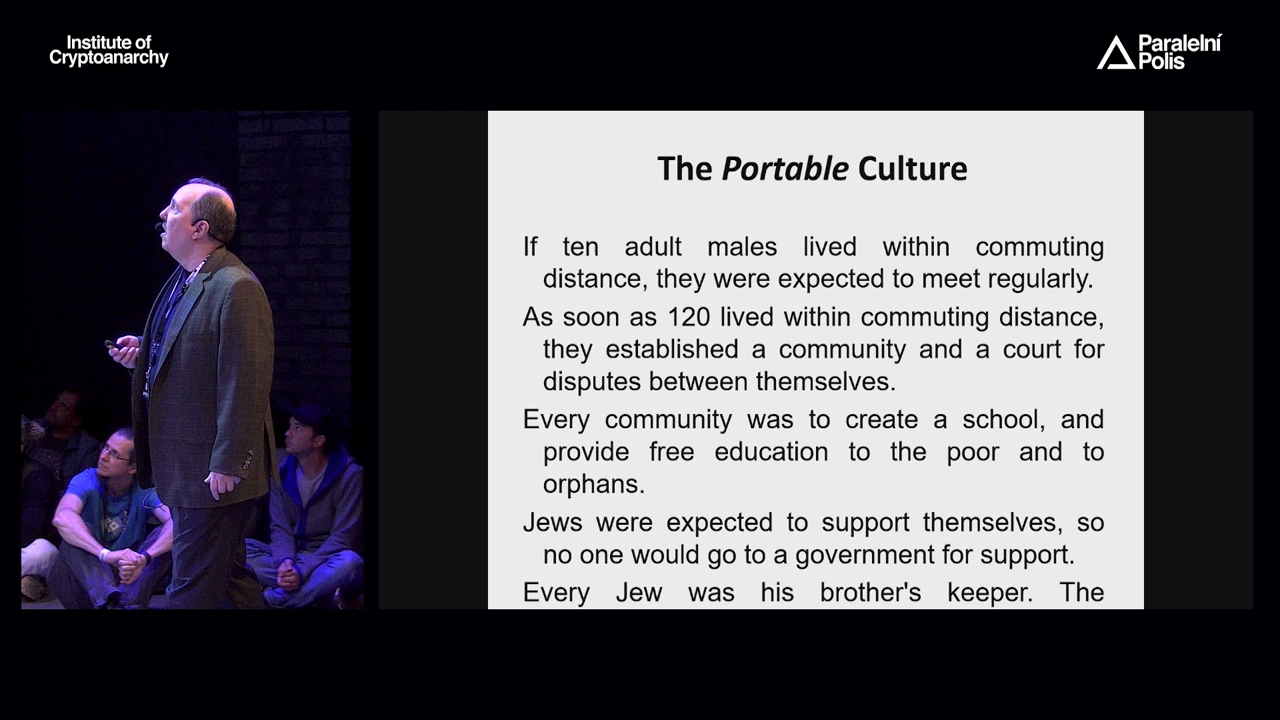 Institute of
Cryptoanarchy
Paralelní
Polis
The Portable Culture
If ten adult males lived within commuting
distance, they were expected to meet regularly.
As soon as 120 lived within commuting distance,
they established a community and a court for
disputes between themselves.
Every community was to create a school, and
provide free education to the poor and to
orphans.
Jews were expected to support themselves, so
no one would go to a government for support.
Every Jew was his brother's keeper. The